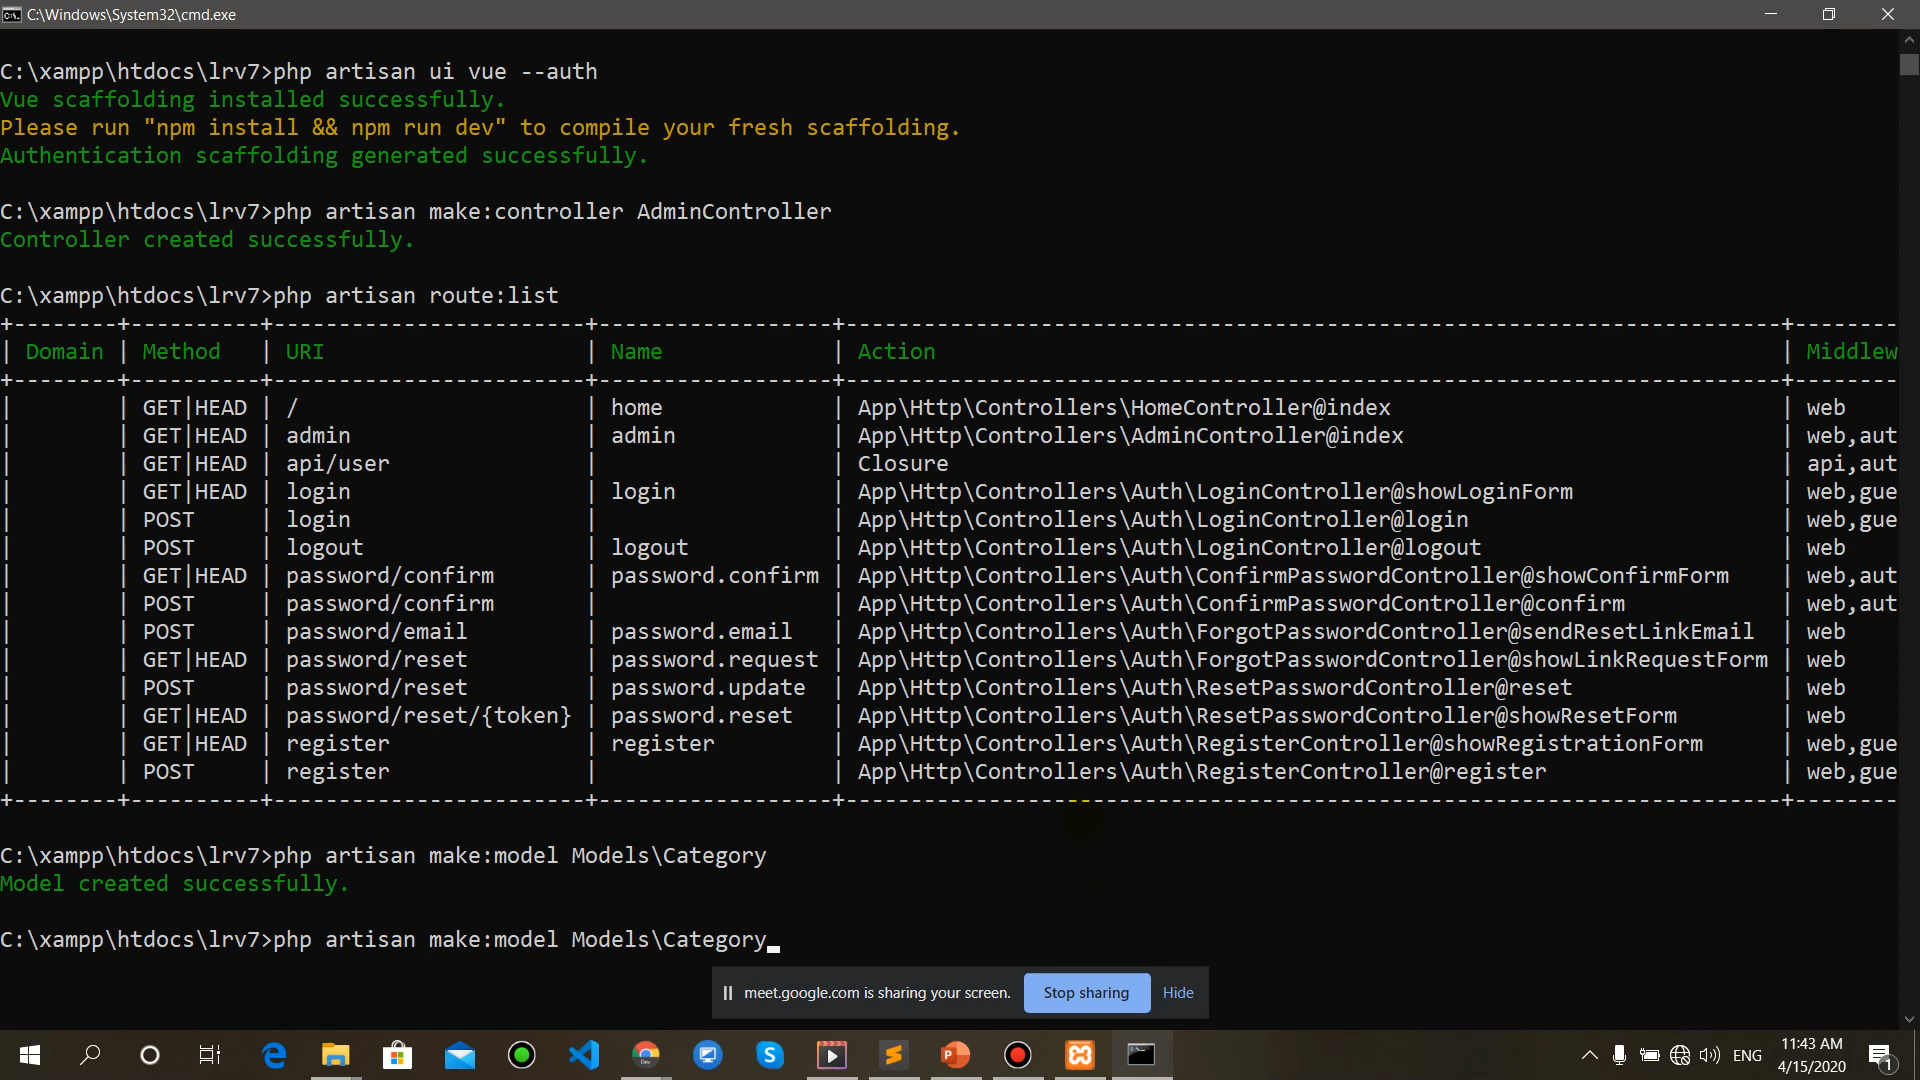 C:\Windows\System32\cmd.exe
C:\xampp\htdocs\lrv7>php artisan ui vue --auth
Vue scaffolding installed successfully.
Please run "npm install && npm run dev" to compile your fresh scaffolding.
Authentication scaffolding generated successfully.
C:\xampp\htdocs\lrv7>php artisan make:controller AdminController
Controller created successfully.
C:\xampp\htdocs\lrv7>php artisan route:list
| Domain | Method | URI | Name | Action | Middlew
| | GET|HEAD | / | home | App\Http\Controllers\HomeController@index | web
| | GET|HEAD | admin | admin | App\Http\Controllers\AdminController@index | web,aut
| | GET|HEAD | api/user | | Closure | api,aut
| | GET|HEAD | login | login | App\Http\Controllers\Auth\LoginController@showLoginForm | web,gue
| | POST | login | | App\Http\Controllers\Auth\LoginController@login | web,gue
| | POST | logout | logout | App\Http\Controllers\Auth\LoginController@logout | web
| | GET|HEAD | password/confirm | password.confirm | App\Http\Controllers\Auth\ConfirmPasswordController@showConfirmForm | web,aut
| | POST | password/confirm | | App\Http\Controllers\Auth\ConfirmPasswordController@confirm | web,aut
| | POST | password/email | password.email | App\Http\Controllers\Auth\ForgotPasswordController@sendResetLinkEmail | web
| | GET|HEAD | password/reset | password.request | App\Http\Controllers\Auth\ForgotPasswordController@showLinkRequestForm | web
| | POST | password/reset | password.update | App\Http\Controllers\Auth\ResetPasswordController@reset | web
| | GET|HEAD | password/reset/{token} | password.reset | App\Http\Controllers\Auth\ResetPasswordController@showResetForm | web
| | GET|HEAD | register | register | App\Http\Controllers\Auth\RegisterController@showRegistrationForm | web,gue
| | POST | register | | App\Http\Controllers\Auth\RegisterController@register | web,gue
C:\xampp\htdocs\lrv7>php artisan make:model Models\Category
Model created successfully.
C:\xampp\htdocs\lrv7>php artisan make:model Models\Category
meet.google.com is sharing your screen. Stop sharing Hide
ENG
11:43 AM
4/15/2020
1